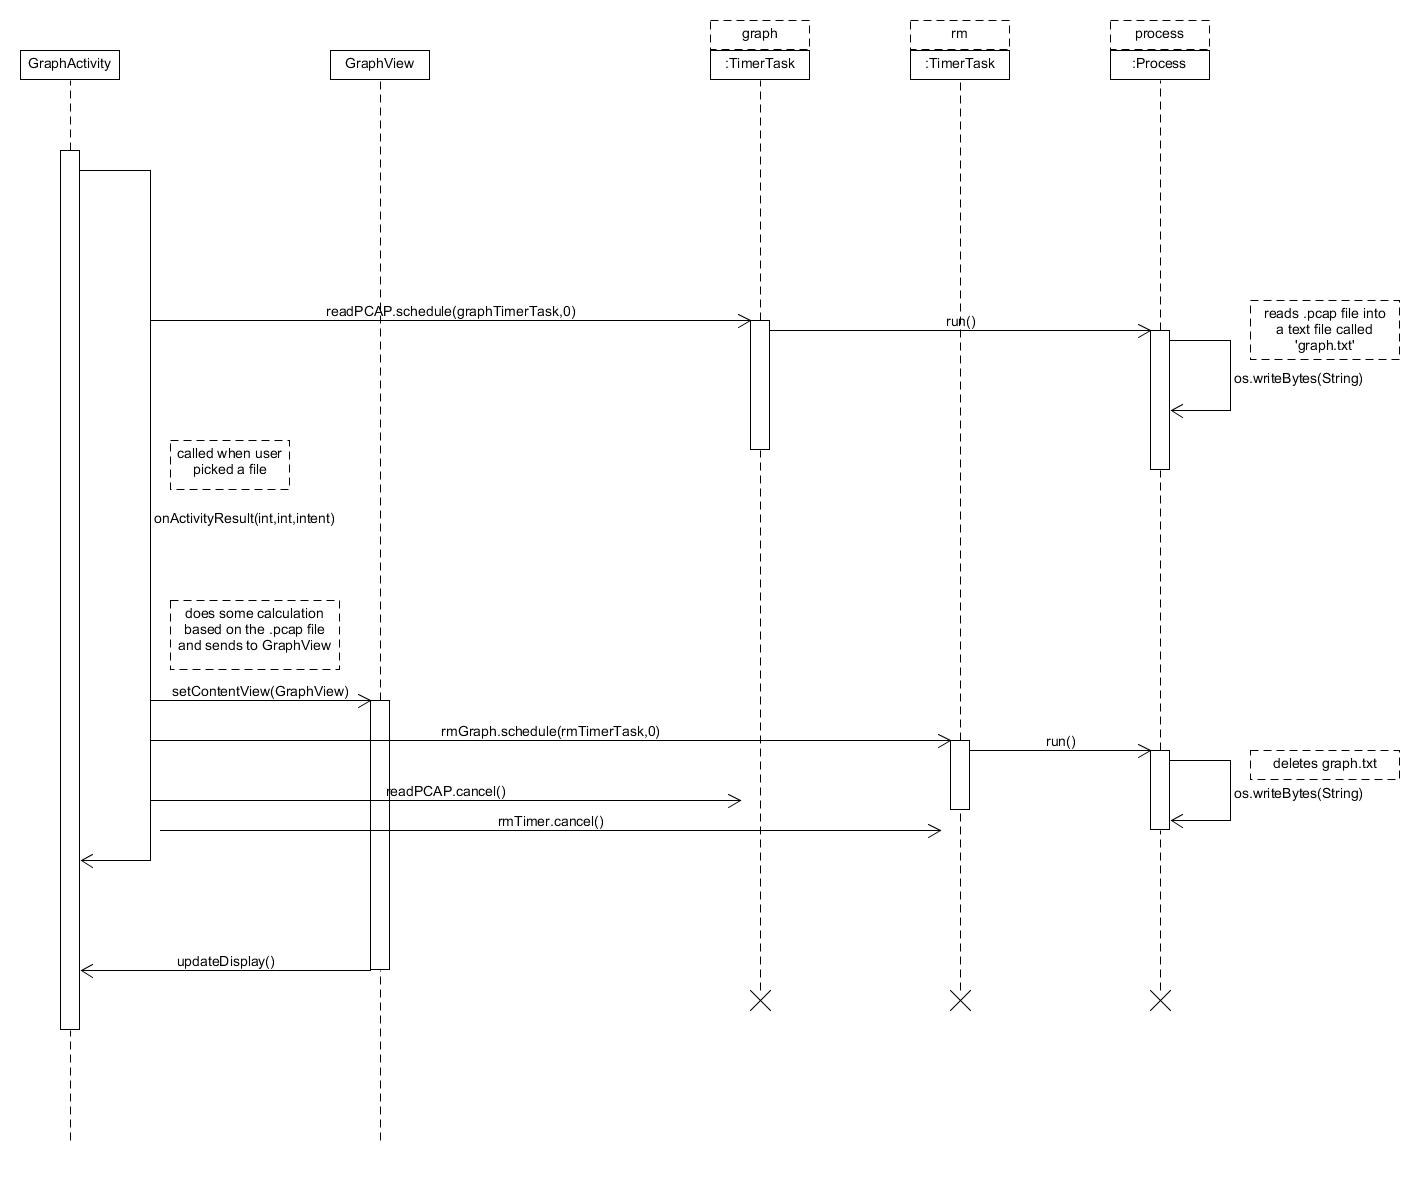 graph
rm
process
GraphActivity
GraphView
:TimerTask
:TimerTask
:Process
readPCAP.schedule(graphTimerTask,0)
run()
reads .pcap file into
a text file called
'graph.txt'
os.writeBytes(String)
called when user
picked a file
onActivityResult(int,int,intent)
does some calculation
based on the .pcap file
and sends to GraphView
setContentView(GraphView)
rmGraph.schedule(rmTimerTask,0)
run()
deletes graph.txt
os.writeBytes(String)
readPCAP.cancel()
rmTimer.cancel()
updateDisplay()